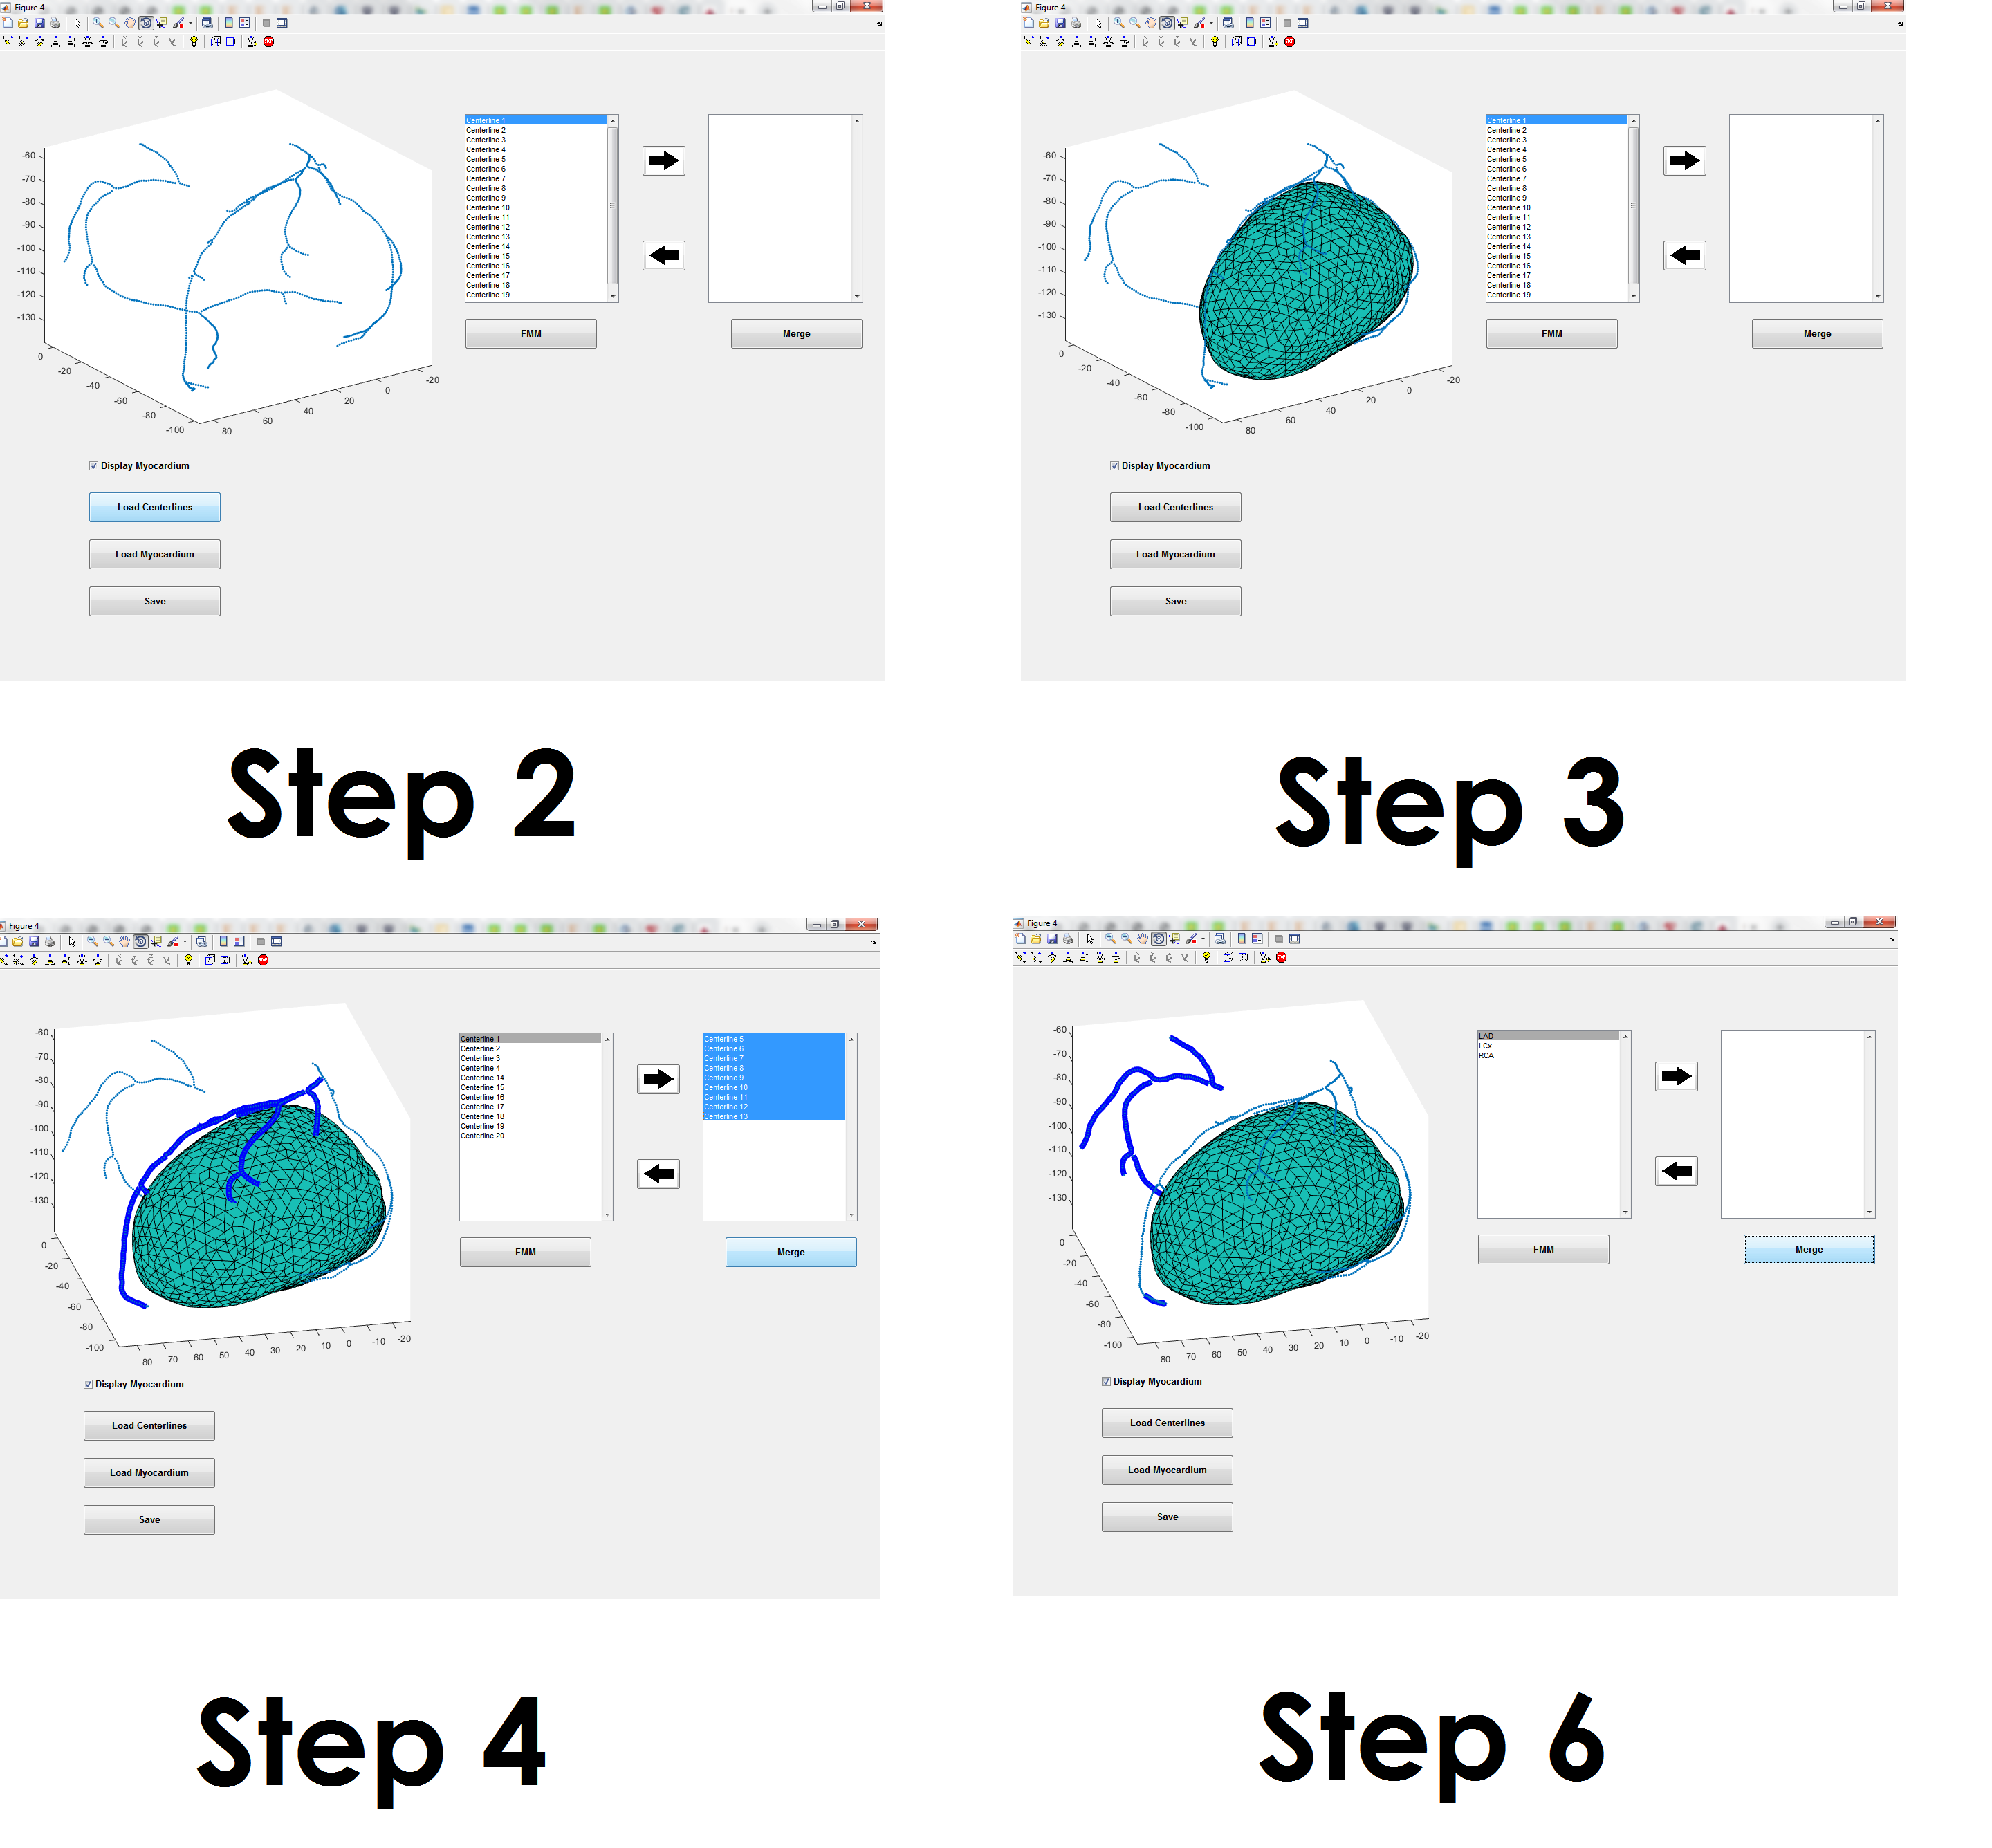 Figure 4
Centerline 1
Centerline 2
Centerline 3
Centerline 4
Centerline 5
Centerline 6
Centerline 7
Centerline 8
Centerline 9
Centerline 10
Centerline 11
Centerline 12
Centerline 13
Centerline 14
Centerline 15
Centerline 16
Centerline 17
Centerline 18
Centerline 19
-60
-70
-80
-90
-100
-110
-120
-130
0
-20
-40
-60
-80
-100
80
60
40
20
0
-20
FMM
Merge
Display Myocardium
Load Centerlines
Load Myocardium
Save
Step 2
Figure 4
Centerline 1
Centerline 2
Centerline 3
Centerline 4
Centerline 5
Centerline 6
Centerline 7
Centerline 8
Centerline 9
Centerline 10
Centerline 11
Centerline 12
Centerline 13
Centerline 14
Centerline 15
Centerline 16
Centerline 17
Centerline 18
Centerline 19
-60
-70
-80
-90
-100
-110
-120
-130
0
-20
-40
-60
-80
-100
80
60
40
20
0
-20
FMM
Merge
Display Myocardium
Load Centerlines
Load Myocardium
Save
Step 3
Figure 4
Centerline 1
Centerline 2
Centerline 3
Centerline 4
Centerline 14
Centerline 15
Centerline 16
Centerline 17
Centerline 18
Centerline 19
Centerline 20
Centerline 5
Centerline 6
Centerline 7
Centerline 8
Centerline 9
Centerline 10
Centerline 11
Centerline 12
Centerline 13
-60
-70
-80
-90
-100
-110
-120
-130
0
-20
-40
-60
-80
-100
80
70
60
50
40
30
20
10
0
-10
-20
FMM
Merge
Display Myocardium
Load Centerlines
Load Myocardium
Save
Step 4
Figure 4
LAD
LCx
RCA
-60
-70
-80
-90
-100
-110
-120
-130
0
-20
-40
-60
-80
-100
80
70
60
50
40
30
20
10
0
-10
-20
FMM
Merge
Display Myocardium
Load Centerlines
Load Myocardium
Save
Step 6